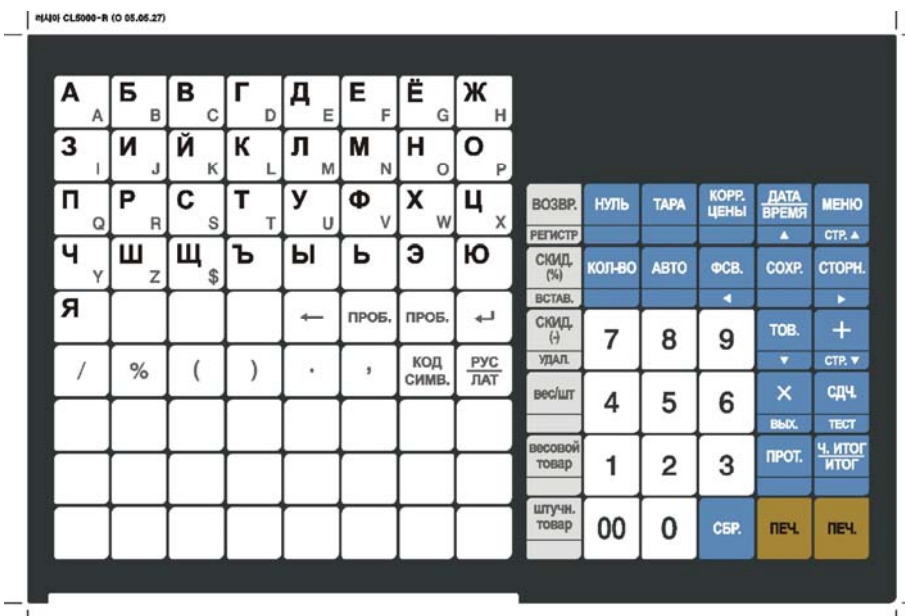 러시아 CL5000-R (O 05.05.27)
А A Б B В C Г D Д E Е F Ё G Ж H
З I И J Й K К L Л M М N Н O О P
П Q Р R С S Т T У U Ф V Х W Ц X
Ч Y Ш Z Щ $ Ъ Ы Ь Э Ю
Я ← ПРОБ. ПРОБ. ↵
/ % ( ) . , КОД СИМВ. РУС ЛАТ
ВОЗВР. НУЛЬ ТАРА КОРР. ЦЕНЫ ДАТА ВРЕМЯ МЕНЮ
РЕГИСТР ▲ СТР. ▲
СКИД. (%) КОЛ-ВО АВТО ФСВ. СОХР. СТОРН.
ВСТАВ. ◄ ►
СКИД. (-) 7 8 9 ТОВ. +
УДАЛ. ▼ СТР. ▼
вес/шт 4 5 6 × СДЧ.
ВЫХ. ТЕСТ
весовой товар 1 2 3 ПРОТ. Ч. ИТОГ ИТОГ
штучн. товар 00 0 СБР. ПЕЧ. ПЕЧ.